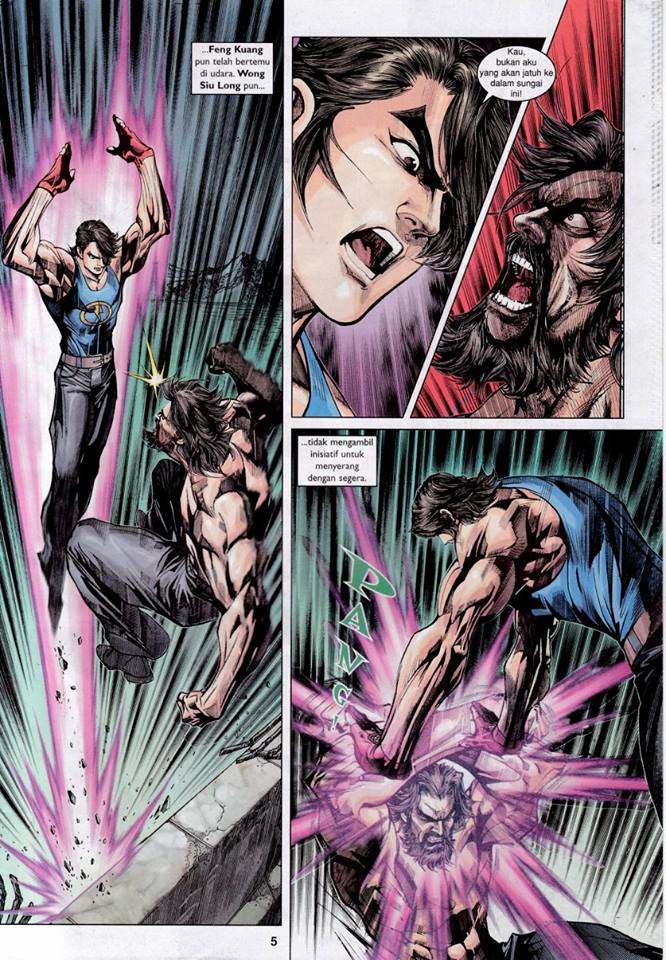 ...Feng Kuang
pun telah bertemu
di udara. Wong
Siu Long pun...
Kau,
bukan aku
yang akan jatuh ke
dalam sungai
ini!
...tidak mengambil
inisiatif untuk
menyerang
dengan segera.
PANG!
5